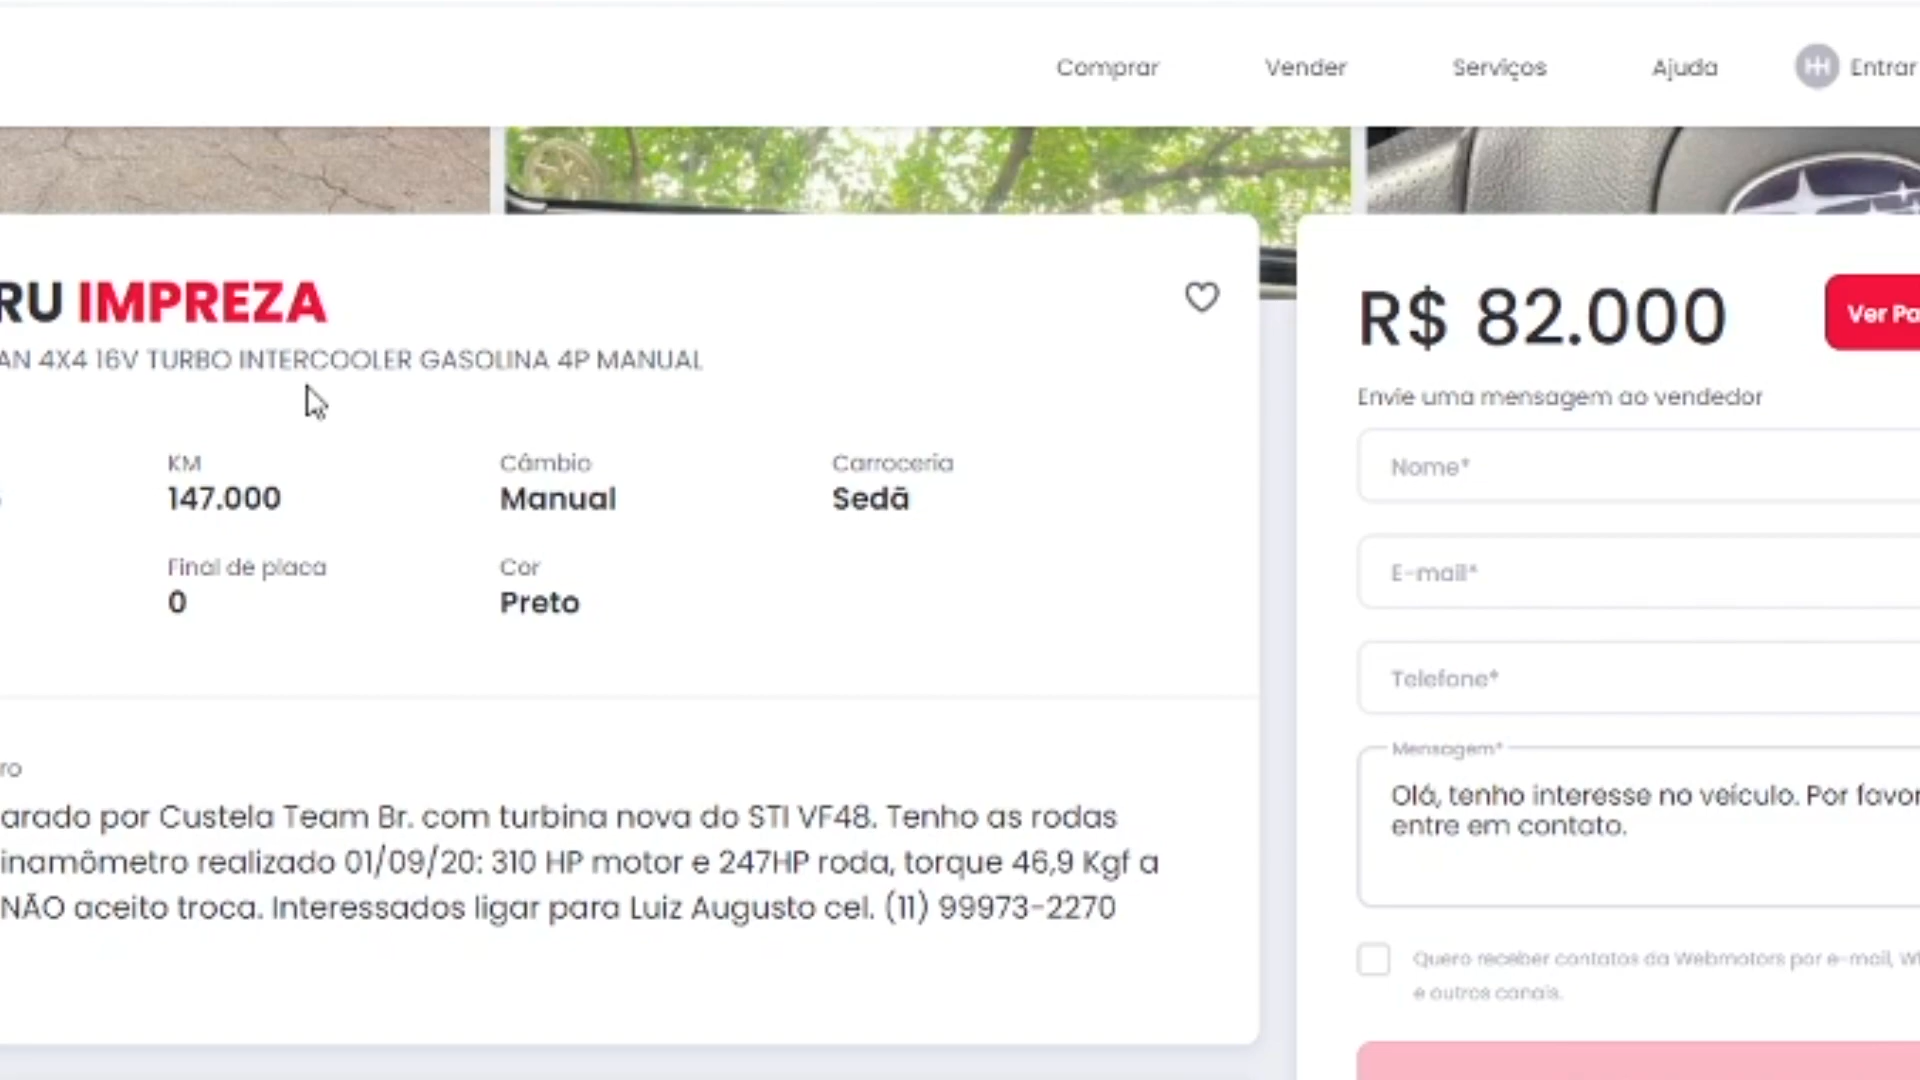 Comprar Vender Serviços Ajuda Entrar
RU IMPREZA
AN 4X4 16V TURBO INTERCOOLER GASOLINA 4P MANUAL
KM Câmbio Carroceria
147.000 Manual Sedã
Final de placa Cor
0 Preto
ro
arado por Custela Team Br. com turbina nova do STI VF48. Tenho as rodas
inamômetro realizado 01/09/20: 310 HP motor e 247HP roda, torque 46,9 Kgf a
NÃO aceito troca. Interessados ligar para Luiz Augusto cel. (11) 99973-2270
R$ 82.000
Ver Pa
Envie uma mensagem ao vendedor
Nome*
E-mail*
Telefone*
Mensagem*
Olá, tenho interesse no veículo. Por favor
entre em contato.
Quero receber contatos da Webmotors por e-mail, Wh
e outros canais.